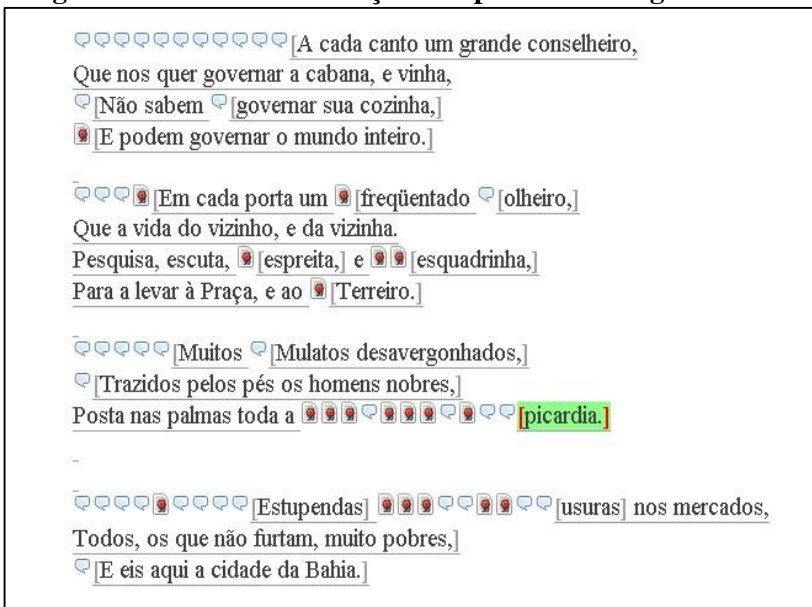 [A cada canto um grande conselheiro,
Que nos quer governar a cabana, e vinha,
[Não sabem [governar sua cozinha,]
[E podem governar o mundo inteiro.]
[Em cada porta um [freqüentado [olheiro,]
Que a vida do vizinho, e da vizinha.
Pesquisa, escuta, [espreita,] e [esquadrinha,]
Para a levar à Praça, e ao [Terreiro.]
[Muitos [Mulatos desavergonhados,]
[Trazidos pelos pés os homens nobres,]
Posta nas palmas toda a [picardia.]
[Estupendas] [usuras] nos mercados,
Todos, os que não furtam, muito pobres,]
[E eis aqui a cidade da Bahia.]